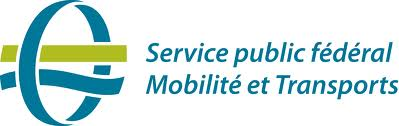 Service public fédéral
Mobilité et Transports